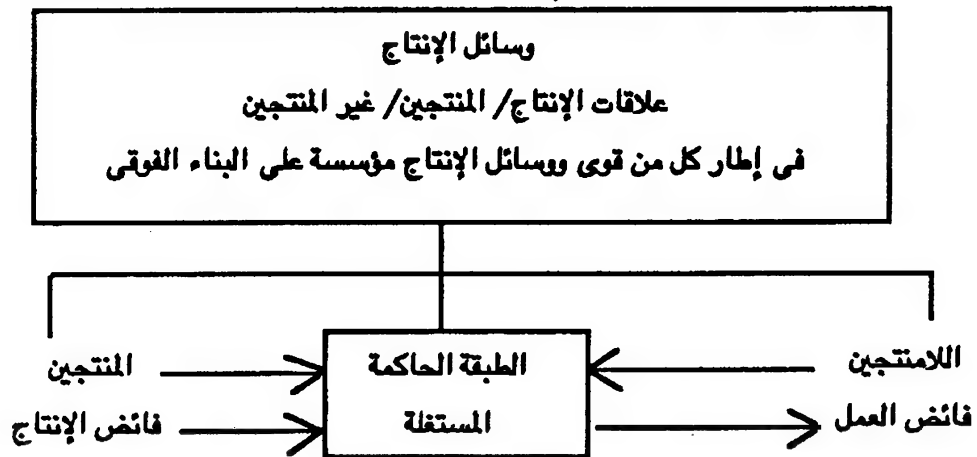 وسائل الإنتاج
علاقات الإنتاج/ المنتجين/ غير المنتجين
فى إطار كل من قوى ووسائل الإنتاج مؤسسة على البناء الفوقى
اللامنتجين
الطبقة الحاكمة
المنتجين
فائض العمل
المستغلة
فائض الإنتاج